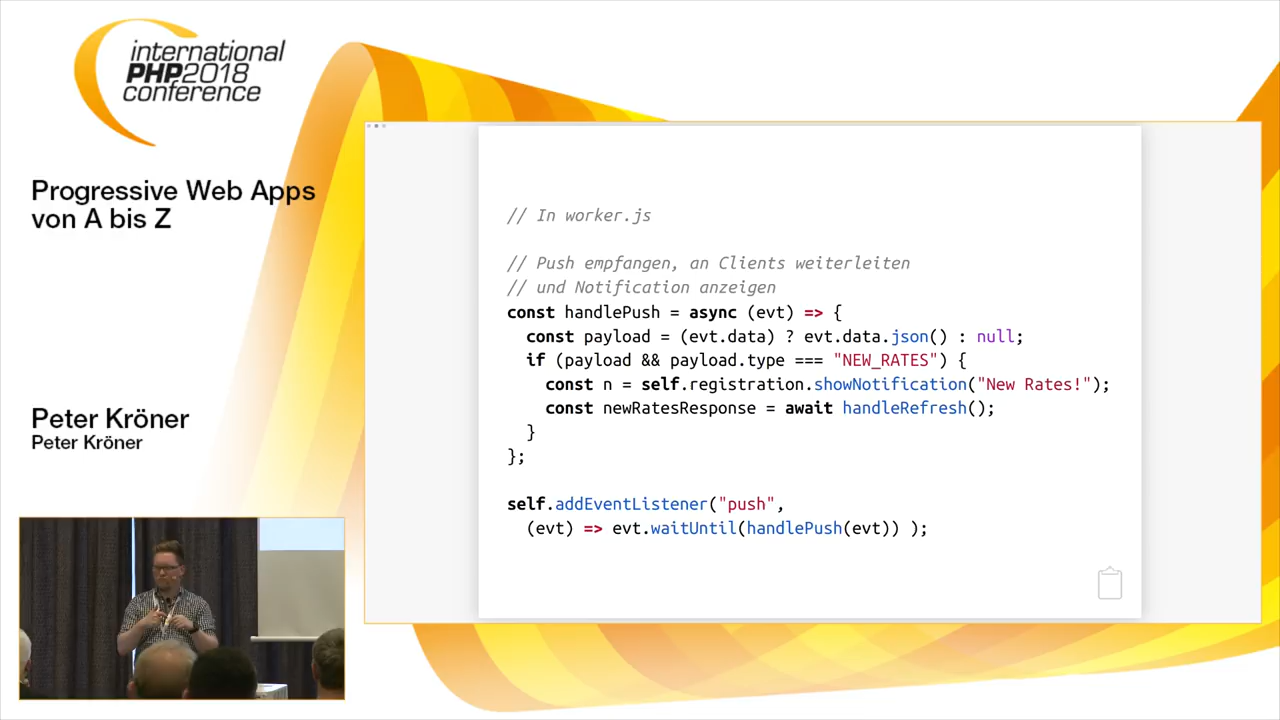 international
PHP2018
conference
Progressive Web Apps
von A bis Z
Peter Kröner
Peter Kröner
// In worker.js
// Push empfangen, an Clients weiterleiten
// und Notification anzeigen
const handlePush = async (evt) => {
const payload = (evt.data) ? evt.data.json() : null;
if (payload && payload.type === "NEW_RATES") {
const n = self.registration.showNotification("New Rates!");
const newRatesResponse = await handleRefresh();
}
};
self.addEventListener("push",
(evt) => evt.waitUntil(handlePush(evt)) );